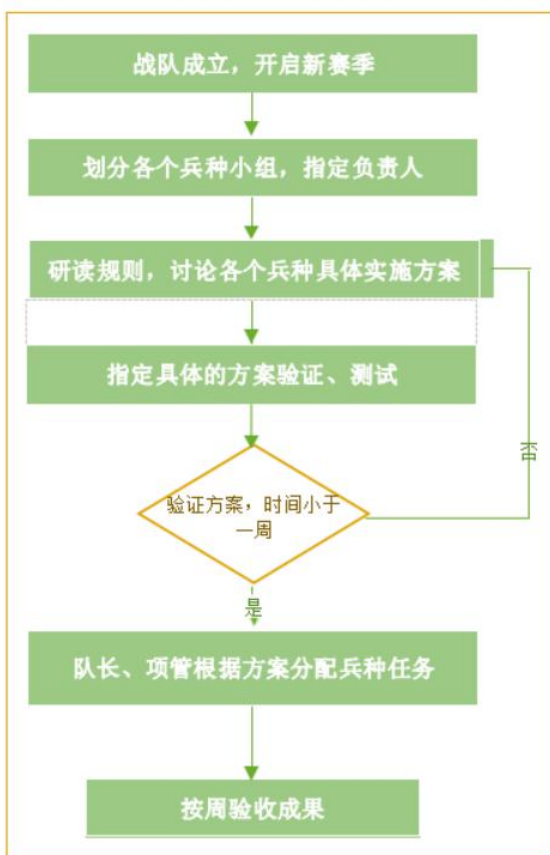 战队成立，开启新赛季
划分各个兵种小组，指定负责人
研读规则，讨论各个兵种具体实施方案
指定具体的方案验证、测试
否
验证方案，时间小于
一周
是
队长、项管根据方案分配兵种任务
按周验收成果